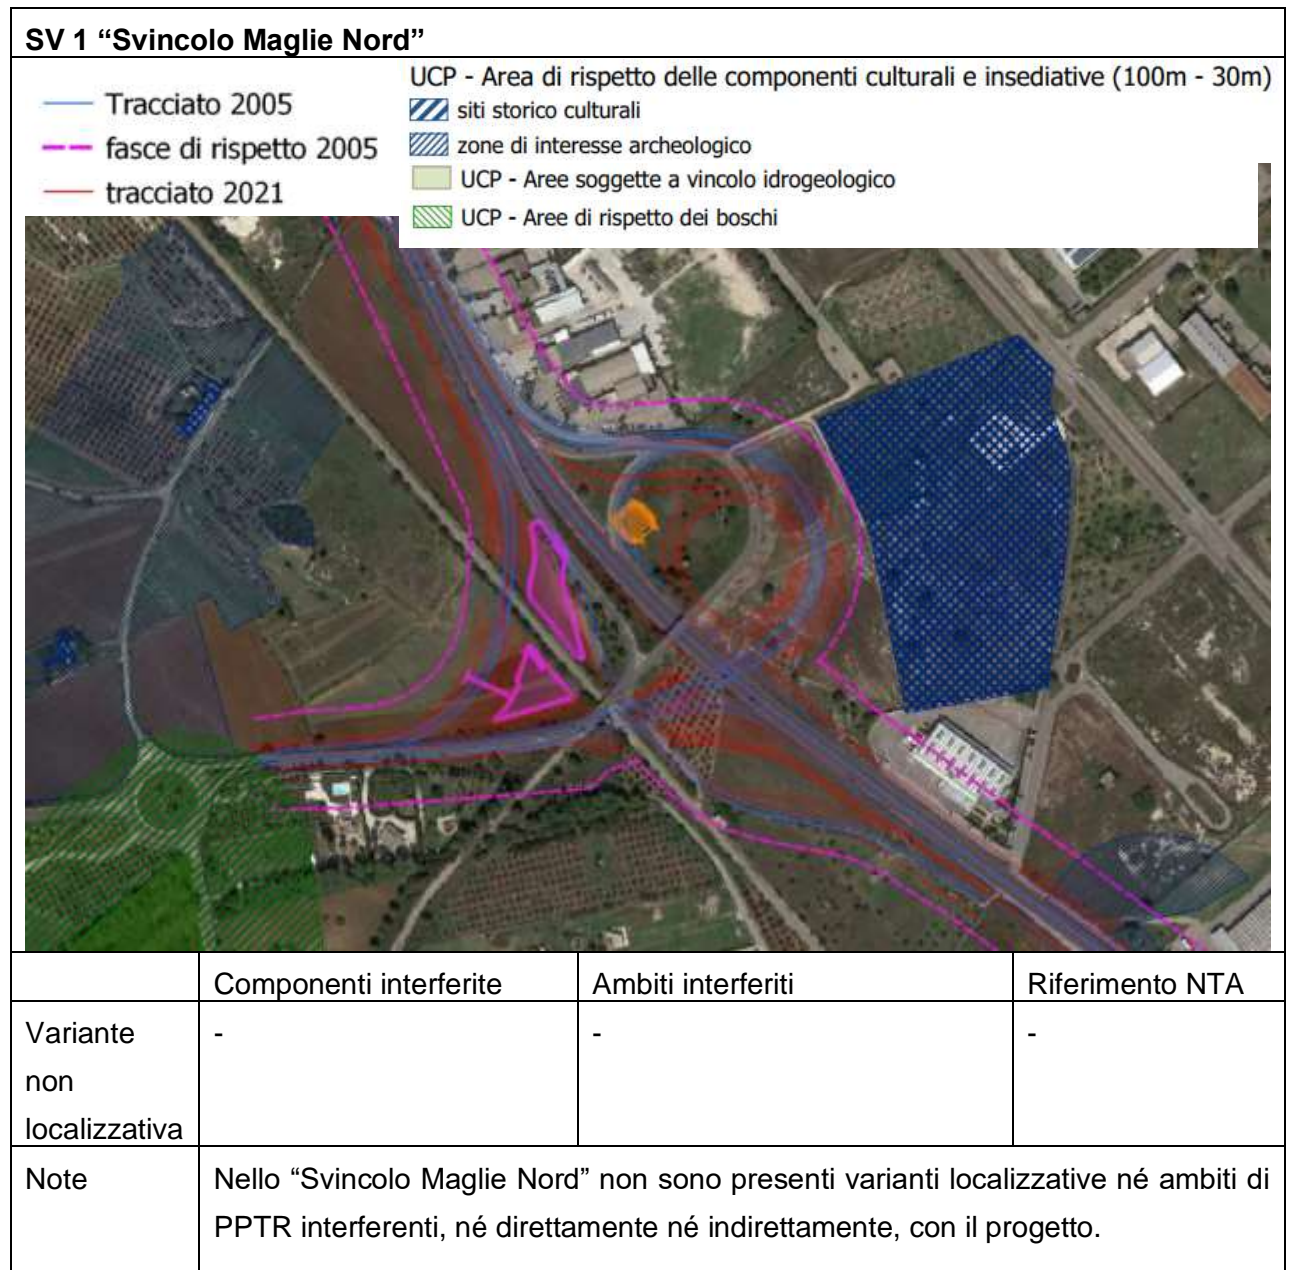 SV 1 “Svincolo Maglie Nord”
Tracciato 2005
fasce di rispetto 2005
tracciato 2021
UCP - Area di rispetto delle componenti culturali e insediative (100m - 30m)
siti storico culturali
zone di interesse archeologico
UCP - Aree soggette a vincolo idrogeologico
UCP - Aree di rispetto dei boschi
Componenti interferite
Ambiti interferiti
Riferimento NTA
Variante
non
localizzativa
-
-
-
Note
Nello “Svincolo Maglie Nord” non sono presenti varianti localizzative né ambiti di
PPTR interferenti, né direttamente né indirettamente, con il progetto.